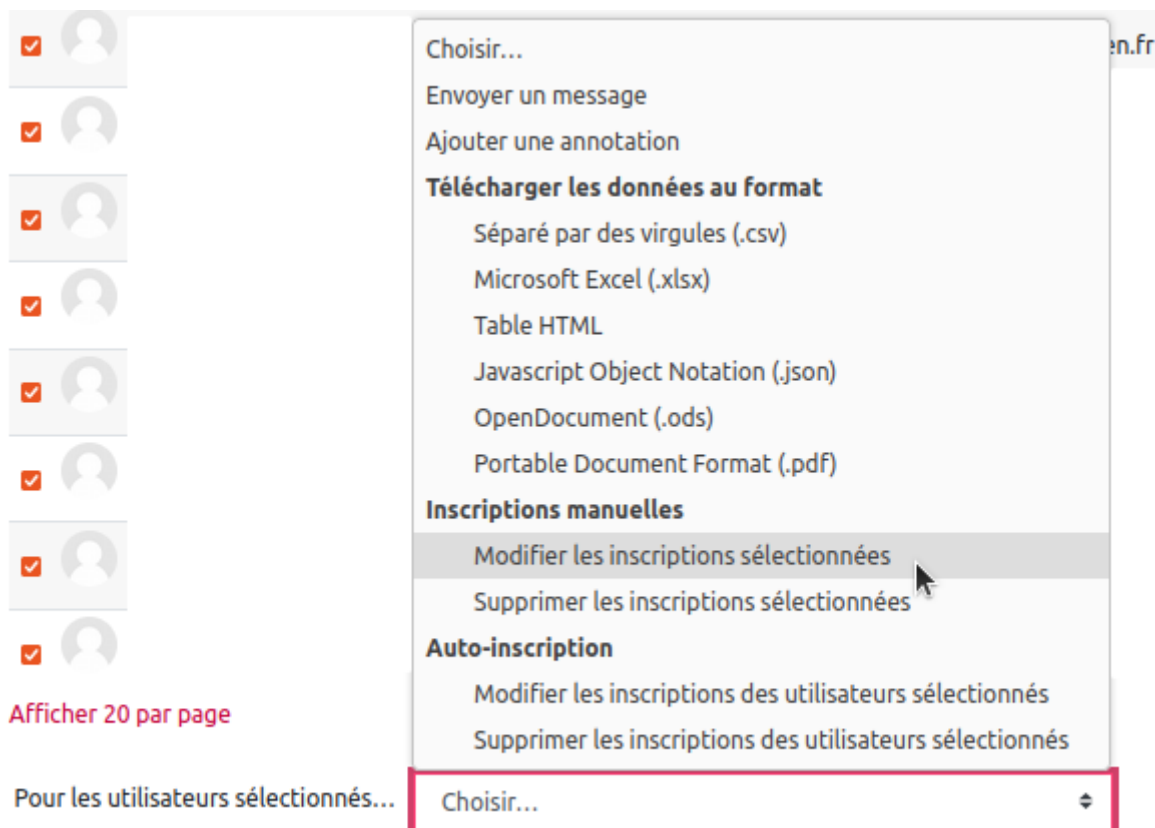 Choisir...
en.fr
Envoyer un message
Ajouter une annotation
Télécharger les données au format
Séparé par des virgules (.csv)
Microsoft Excel (.xlsx)
Table HTML
Javascript Object Notation (.json)
OpenDocument (.ods)
Portable Document Format (.pdf)
Inscriptions manuelles
Modifier les inscriptions sélectionnées
Supprimer les inscriptions sélectionnées
Auto-inscription
Modifier les inscriptions des utilisateurs sélectionnés
Afficher 20 par page
Supprimer les inscriptions des utilisateurs sélectionnés
Pour les utilisateurs sélectionnés... Choisir...